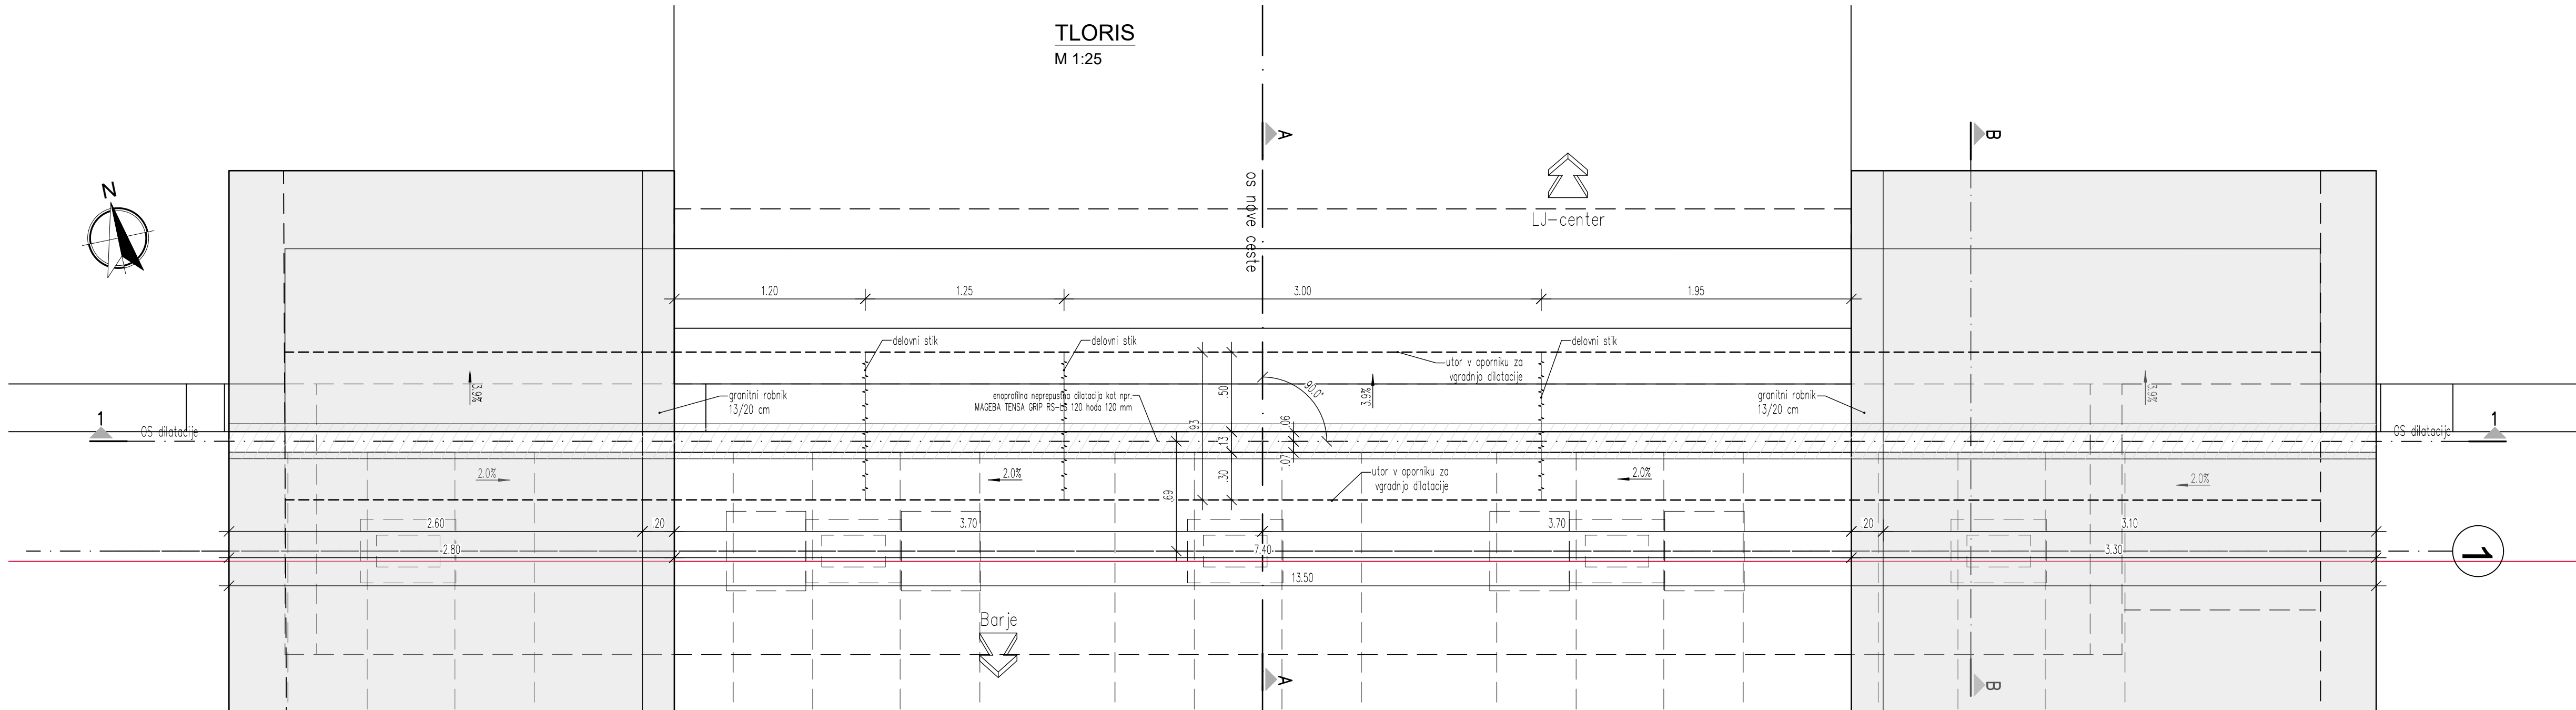 TLORIS
M 1:25
A
B
os nove ceste
LJ-center
N
1.20
1.25
3.00
1.95
delovni stik
delovni stik
delovni stik
utor v oporniku za
vgradnjo dilatacije
3.9%
granitni robnik
13/20 cm
enoprofilna neprepustna dilatacija kot npr.
MAGEBA TENSA GRIP RS-LS 120 hoda 120 mm
.50
.93
.13
.30
.06
.07
90.0°
3.9%
granitni robnik
13/20 cm
3.9%
1
OS dilatacije
OS dilatacije
1
2.0%
2.0%
utor v oporniku za
vgradnjo dilatacije
2.0%
2.0%
.69
2.60
.20
3.70
3.70
.20
3.10
2.80
7.40
3.30
1
13.50
Barje
A
B